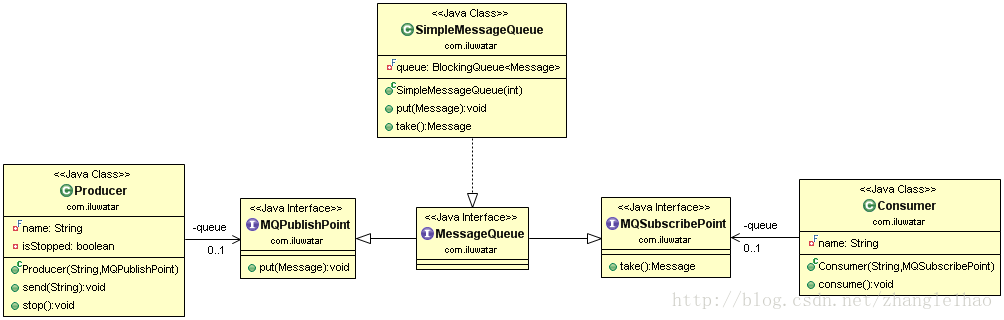 <<Java Class>>
SimpleMessageQueue
com.iluwatar
queue: BlockingQueue<Message>
SimpleMessageQueue(int)
put(Message):void
take():Message
<<Java Class>>
Producer
com.iluwatar
name: String
isStopped: boolean
Producer(String,MQPublishPoint)
send(String):void
stop():void
-queue
0..1
<<Java Interface>>
MQPublishPoint
com.iluwatar
put(Message):void
<<Java Interface>>
MessageQueue
com.iluwatar
<<Java Interface>>
MQSubscribePoint
com.iluwatar
take():Message
-queue
0..1
<<Java Class>>
Consumer
com.iluwatar
name: String
Consumer(String,MQSubscribePoint)
consume():void
http://blog.csdn.net/zhangleihao